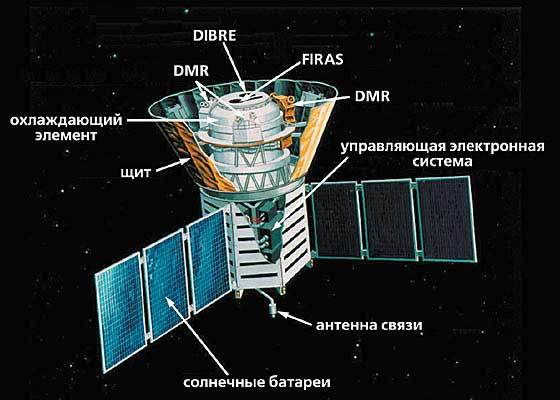 DIBRE
FIRAS
DMR
DMR
охлаждающий
элемент
управляющая электронная
система
щит
антенна связи
солнечные батареи